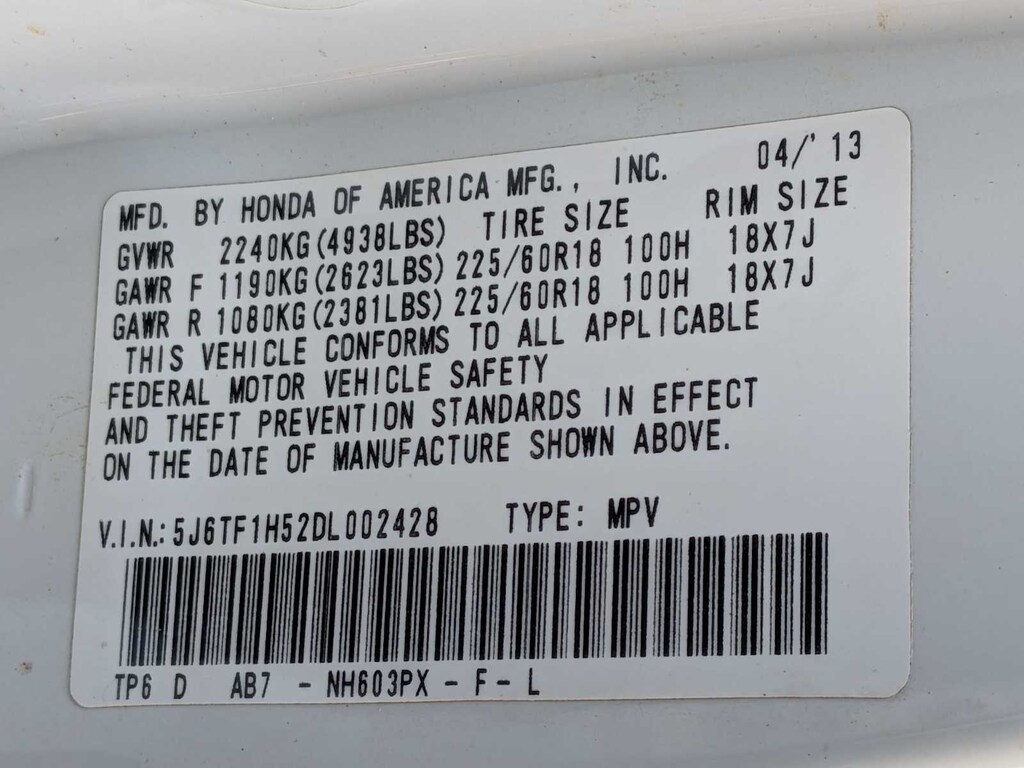 MFD. BY HONDA OF AMERICA MFG., INC. 04/'13
GVWR 2240KG(4938LBS) TIRE SIZE RIM SIZE
GAWR F 1190KG(2623LBS) 225/60R18 100H 18X7J
GAWR R 1080KG(2381LBS) 225/60R18 100H 18X7J
THIS VEHICLE CONFORMS TO ALL APPLICABLE
FEDERAL MOTOR VEHICLE SAFETY
AND THEFT PREVENTION STANDARDS IN EFFECT
ON THE DATE OF MANUFACTURE SHOWN ABOVE.
V.I.N.: 5J6TF1H52DL002428 TYPE: MPV
TP6 D AB7 - NH603PX - F - L